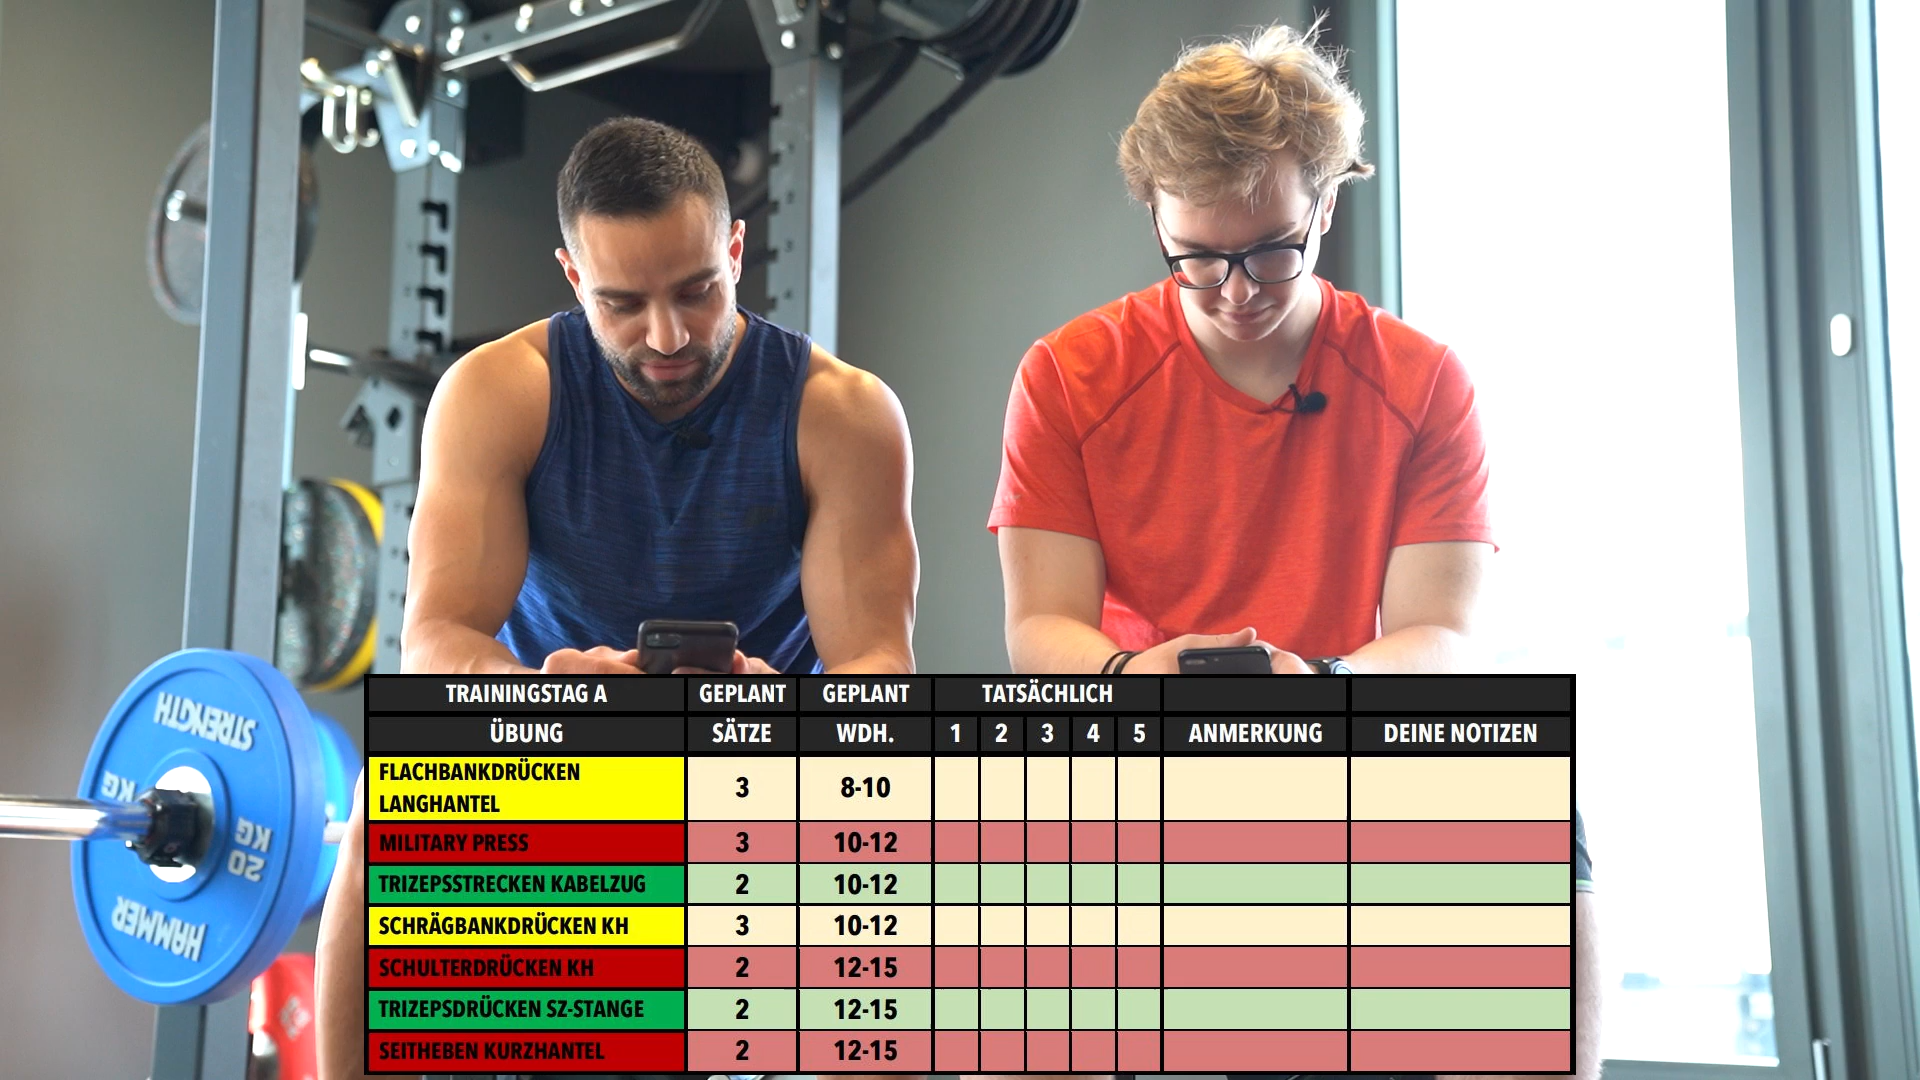 STRENGTH
KG
20
KG
HAMMER
TRAININGSTAG A GEPLANT GEPLANT TATSÄCHLICH
ÜBUNG SÄTZE WDH. 1 2 3 4 5 ANMERKUNG DEINE NOTIZEN
FLACHBANKDRÜCKEN
LANGHANTEL 3 8-10
MILITARY PRESS 3 10-12
TRIZEPSSTRECKEN KABELZUG 2 10-12
SCHRÄGBANKDRÜCKEN KH 3 10-12
SCHULTERDRÜCKEN KH 2 12-15
TRIZEPSDRÜCKEN SZ-STANGE 2 12-15
SEITHEBEN KURZHANTEL 2 12-15